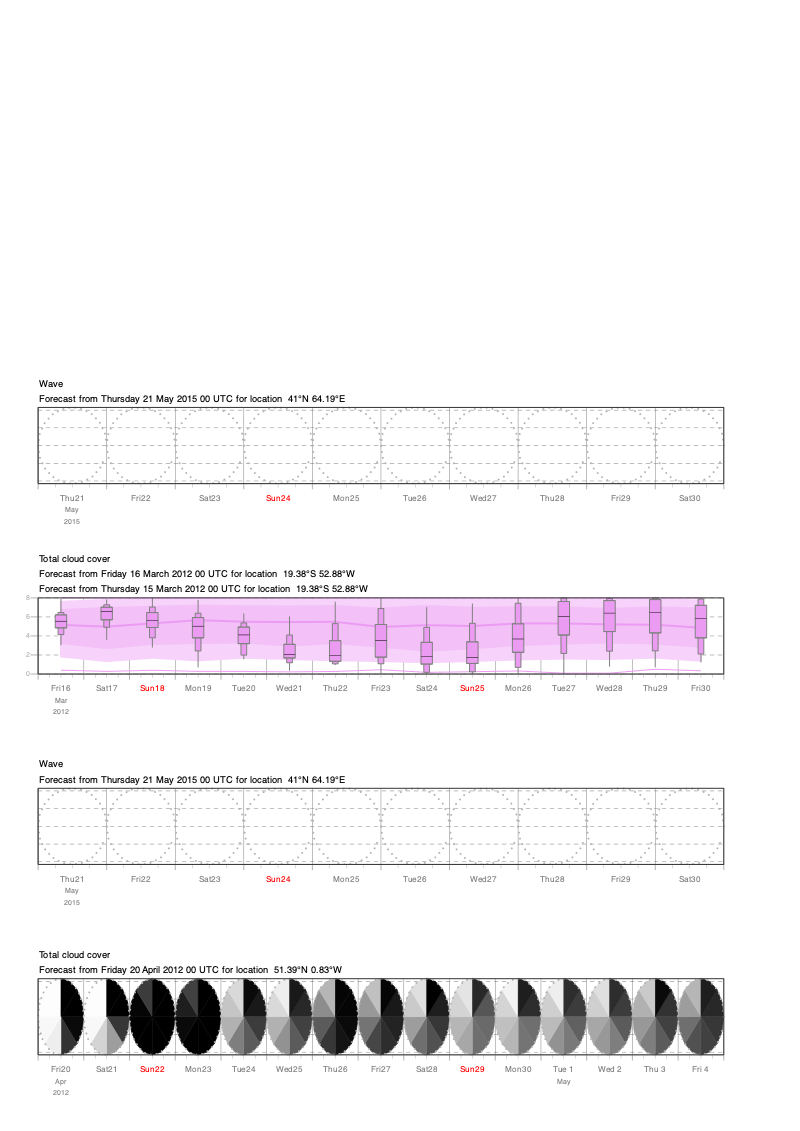 Wave
Forecast from Thursday 21 May 2015 00 UTC for location 41°N 64.19°E
Thu21 Fri22 Sat23 Sun24 Mon25 Tue26 Wed27 Thu28 Fri29 Sat30
May
2015
Total cloud cover
Forecast from Friday 16 March 2012 00 UTC for location 19.38°S 52.88°W
Forecast from Thursday 15 March 2012 00 UTC for location 19.38°S 52.88°W
8
6
4
2
0
Fri16 Sat17 Sun18 Mon19 Tue20 Wed21 Thu22 Fri23 Sat24 Sun25 Mon26 Tue27 Wed28 Thu29 Fri30
Mar
2012
Wave
Forecast from Thursday 21 May 2015 00 UTC for location 41°N 64.19°E
Thu21 Fri22 Sat23 Sun24 Mon25 Tue26 Wed27 Thu28 Fri29 Sat30
May
2015
Total cloud cover
Forecast from Friday 20 April 2012 00 UTC for location 51.39°N 0.83°W
Fri20 Sat21 Sun22 Mon23 Tue24 Wed25 Thu26 Fri27 Sat28 Sun29 Mon30 Tue 1 Wed 2 Thu 3 Fri 4
Apr May
2012